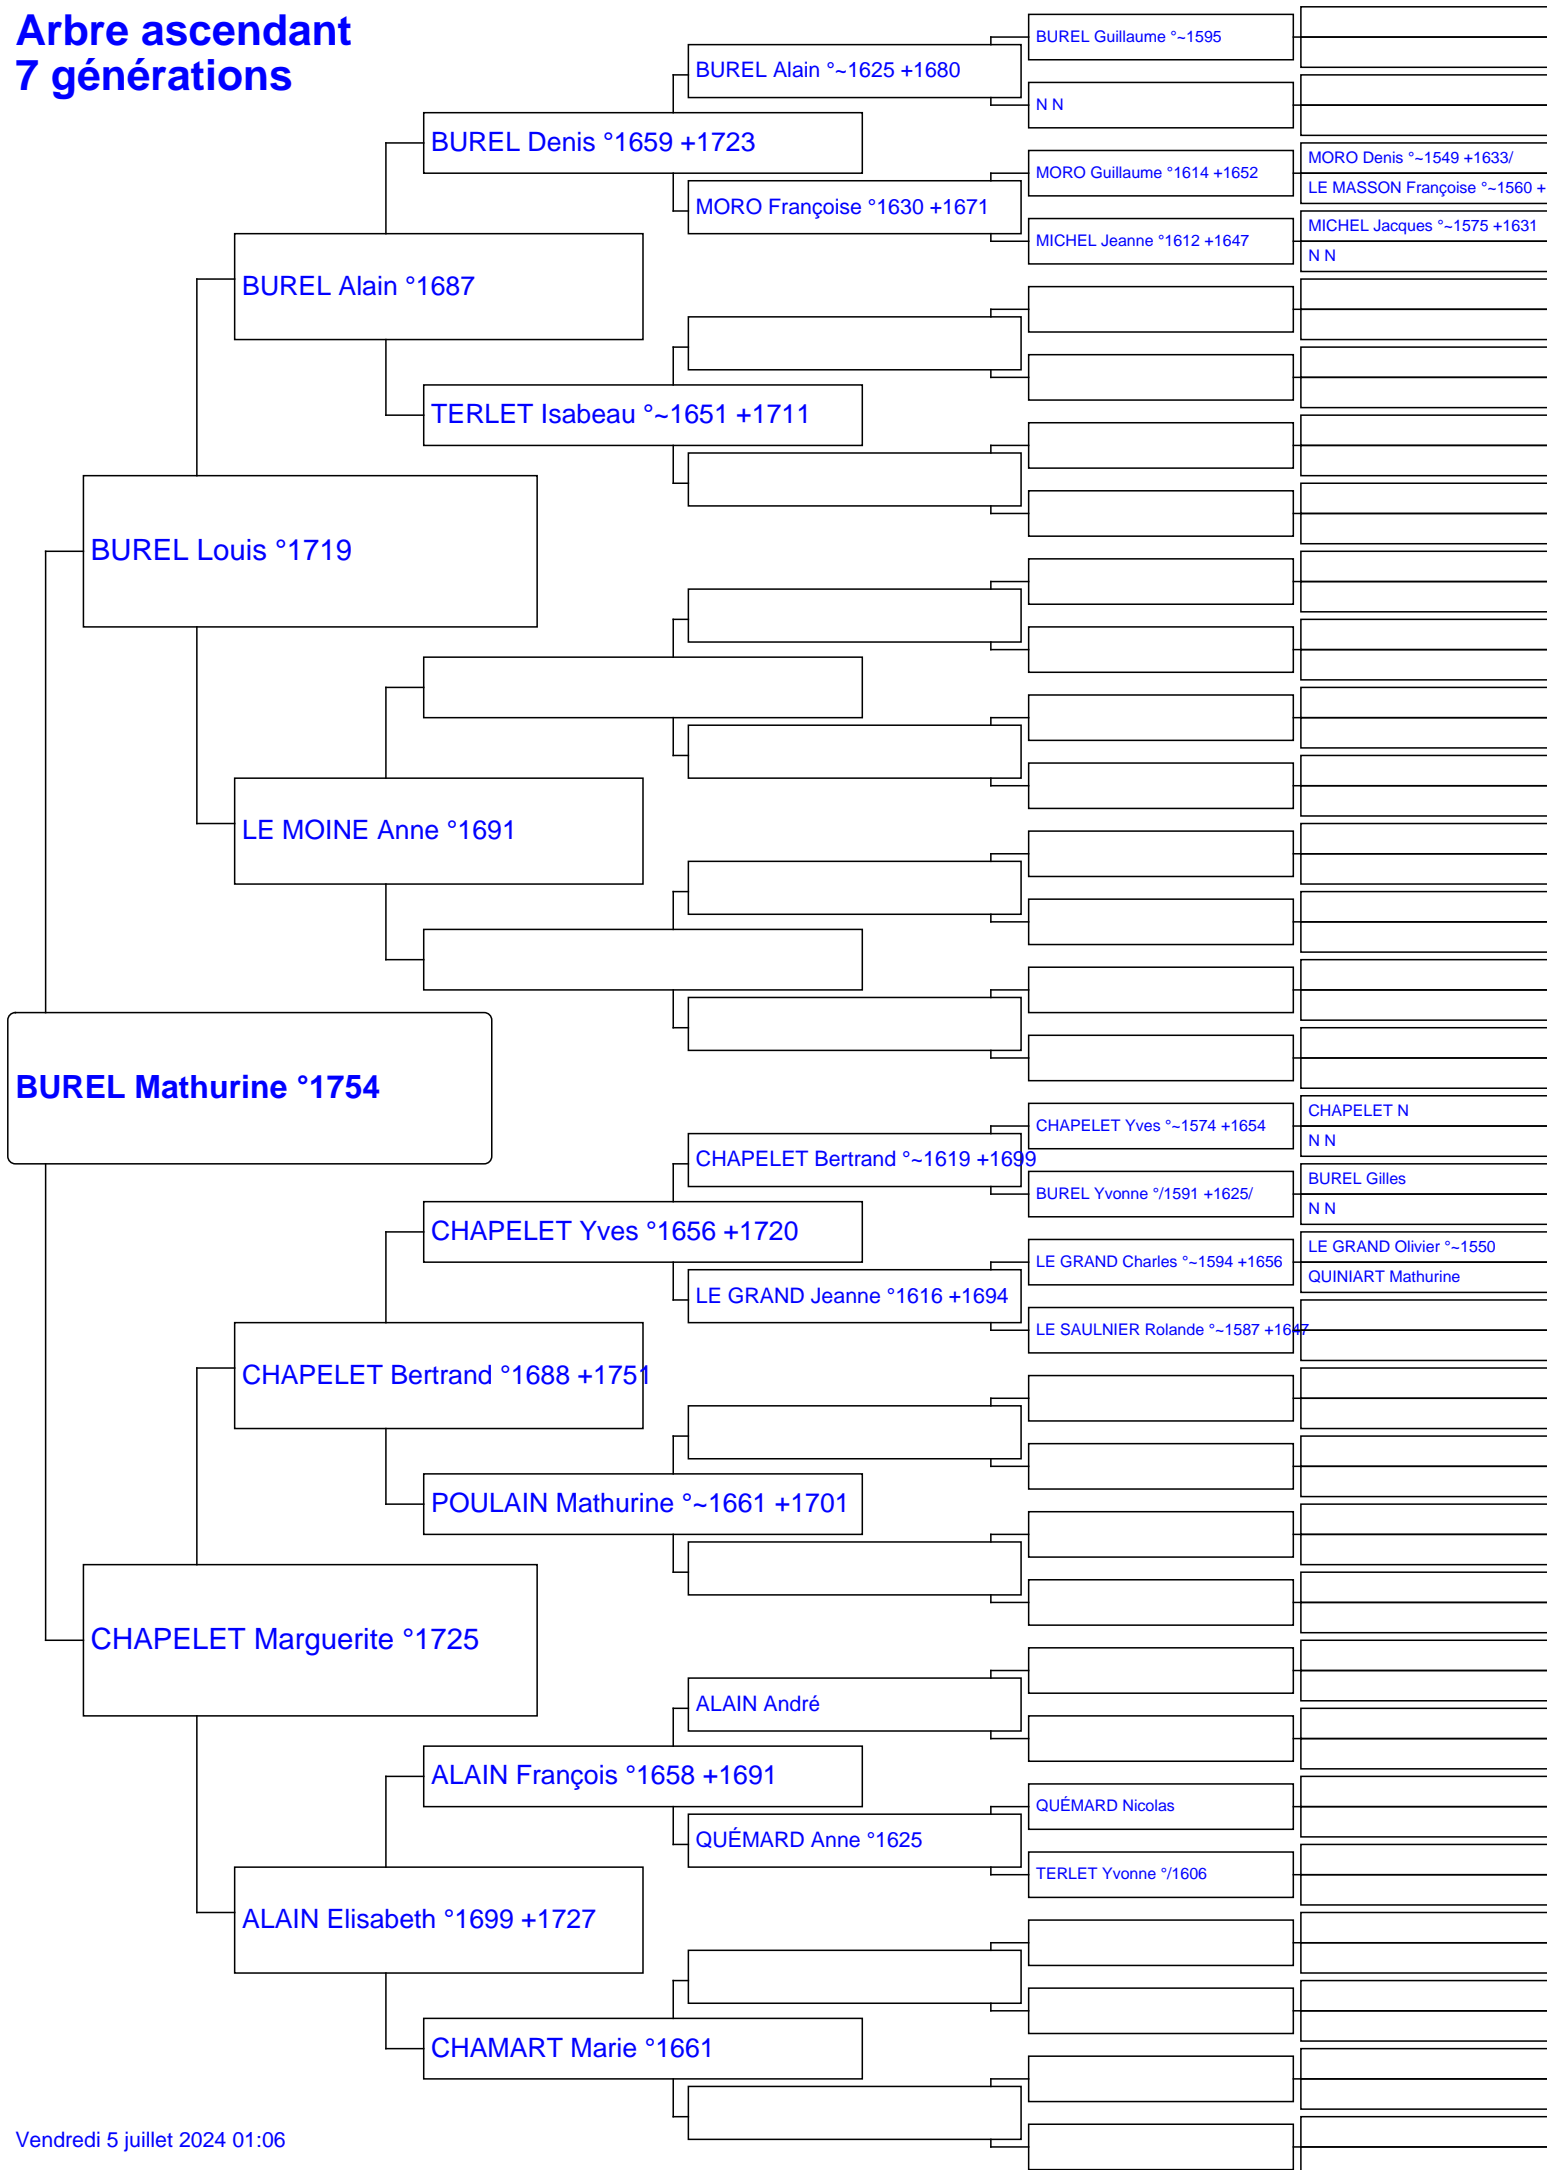 Arbre ascendant
7 générations
BUREL Guillaume °~1595
BUREL Alain °~1625 +1680
N N
BUREL Denis °1659 +1723
MORO Denis °~1549 +1633/
MORO Guillaume °1614 +1652
LE MASSON Françoise °~1560 +
MORO Françoise °1630 +1671
MICHEL Jacques °~1575 +1631
MICHEL Jeanne °1612 +1647
N N
BUREL Alain °1687
TERLET Isabeau °~1651 +1711
BUREL Louis °1719
LE MOINE Anne °1691
BUREL Mathurine °1754
CHAPELET N
CHAPELET Yves °~1574 +1654
N N
CHAPELET Bertrand °~1619 +1699
BUREL Gilles
BUREL Yvonne °/1591 +1625/
N N
CHAPELET Yves °1656 +1720
LE GRAND Olivier °~1550
LE GRAND Charles °~1594 +1656
QUINIART Mathurine
LE GRAND Jeanne °1616 +1694
LE SAULNIER Rolande °~1587 +1647
CHAPELET Bertrand °1688 +1751
POULAIN Mathurine °~1661 +1701
CHAPELET Marguerite °1725
ALAIN André
ALAIN François °1658 +1691
QUÉMARD Nicolas
QUÉMARD Anne °1625
TERLET Yvonne °/1606
ALAIN Elisabeth °1699 +1727
CHAMART Marie °1661
Vendredi 5 juillet 2024 01:06